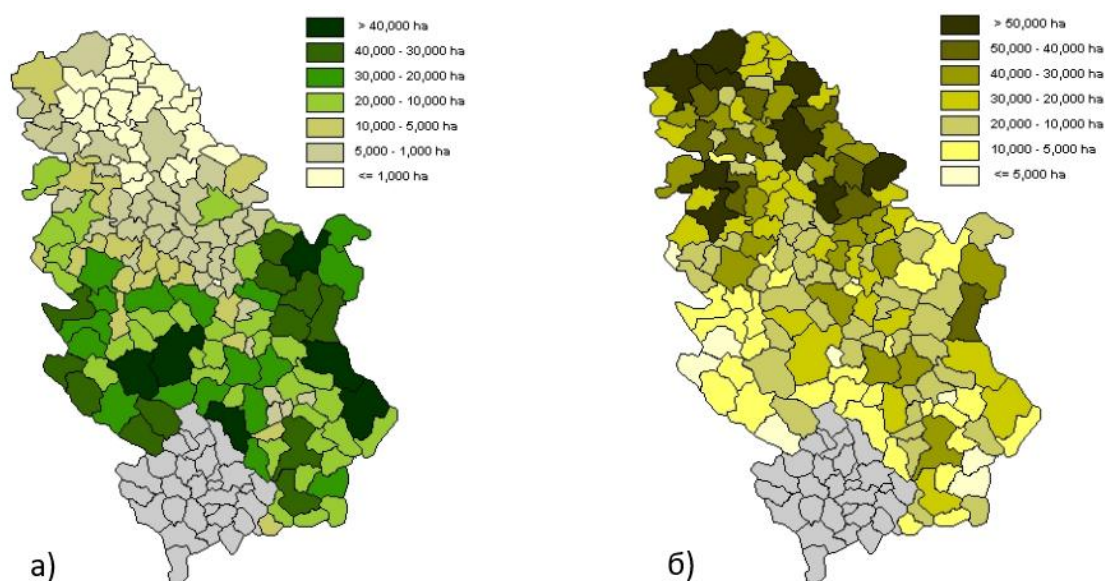 > 40,000 ha
40,000 - 30,000 ha
30,000 - 20,000 ha
20,000 - 10,000 ha
10,000 - 5,000 ha
5,000 - 1,000 ha
<= 1,000 ha
а)
> 50,000 ha
50,000 - 40,000 ha
40,000 - 30,000 ha
30,000 - 20,000 ha
20,000 - 10,000 ha
10,000 - 5,000 ha
<= 5,000 ha
б)